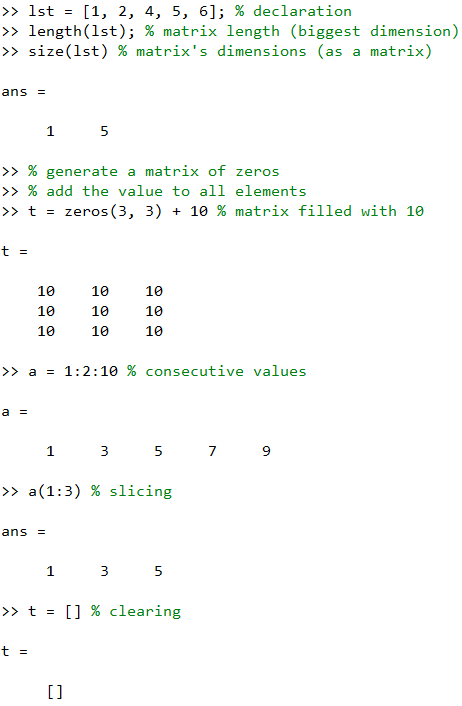 >> lst = [1, 2, 4, 5, 6]; % declaration
>> length(lst); % matrix length (biggest dimension)
>> size(lst) % matrix's dimensions (as a matrix)
ans =
1 5
>> % generate a matrix of zeros
>> % add the value to all elements
>> t = zeros(3, 3) + 10 % matrix filled with 10
t =
10 10 10
10 10 10
10 10 10
>> a = 1:2:10 % consecutive values
a =
1 3 5 7 9
>> a(1:3) % slicing
ans =
1 3 5
>> t = [] % clearing
t =
[]